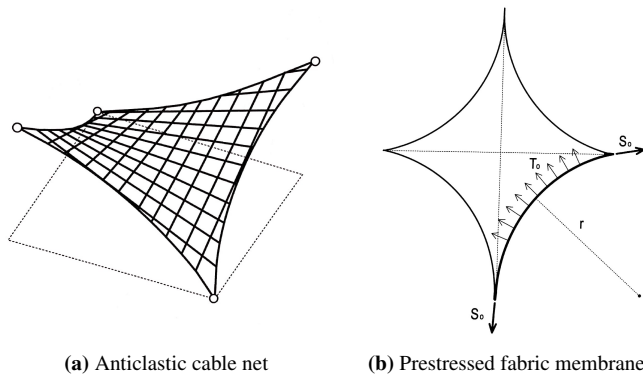 S₀
T₀
r
S₀
(a) Anticlastic cable net
(b) Prestressed fabric membrane